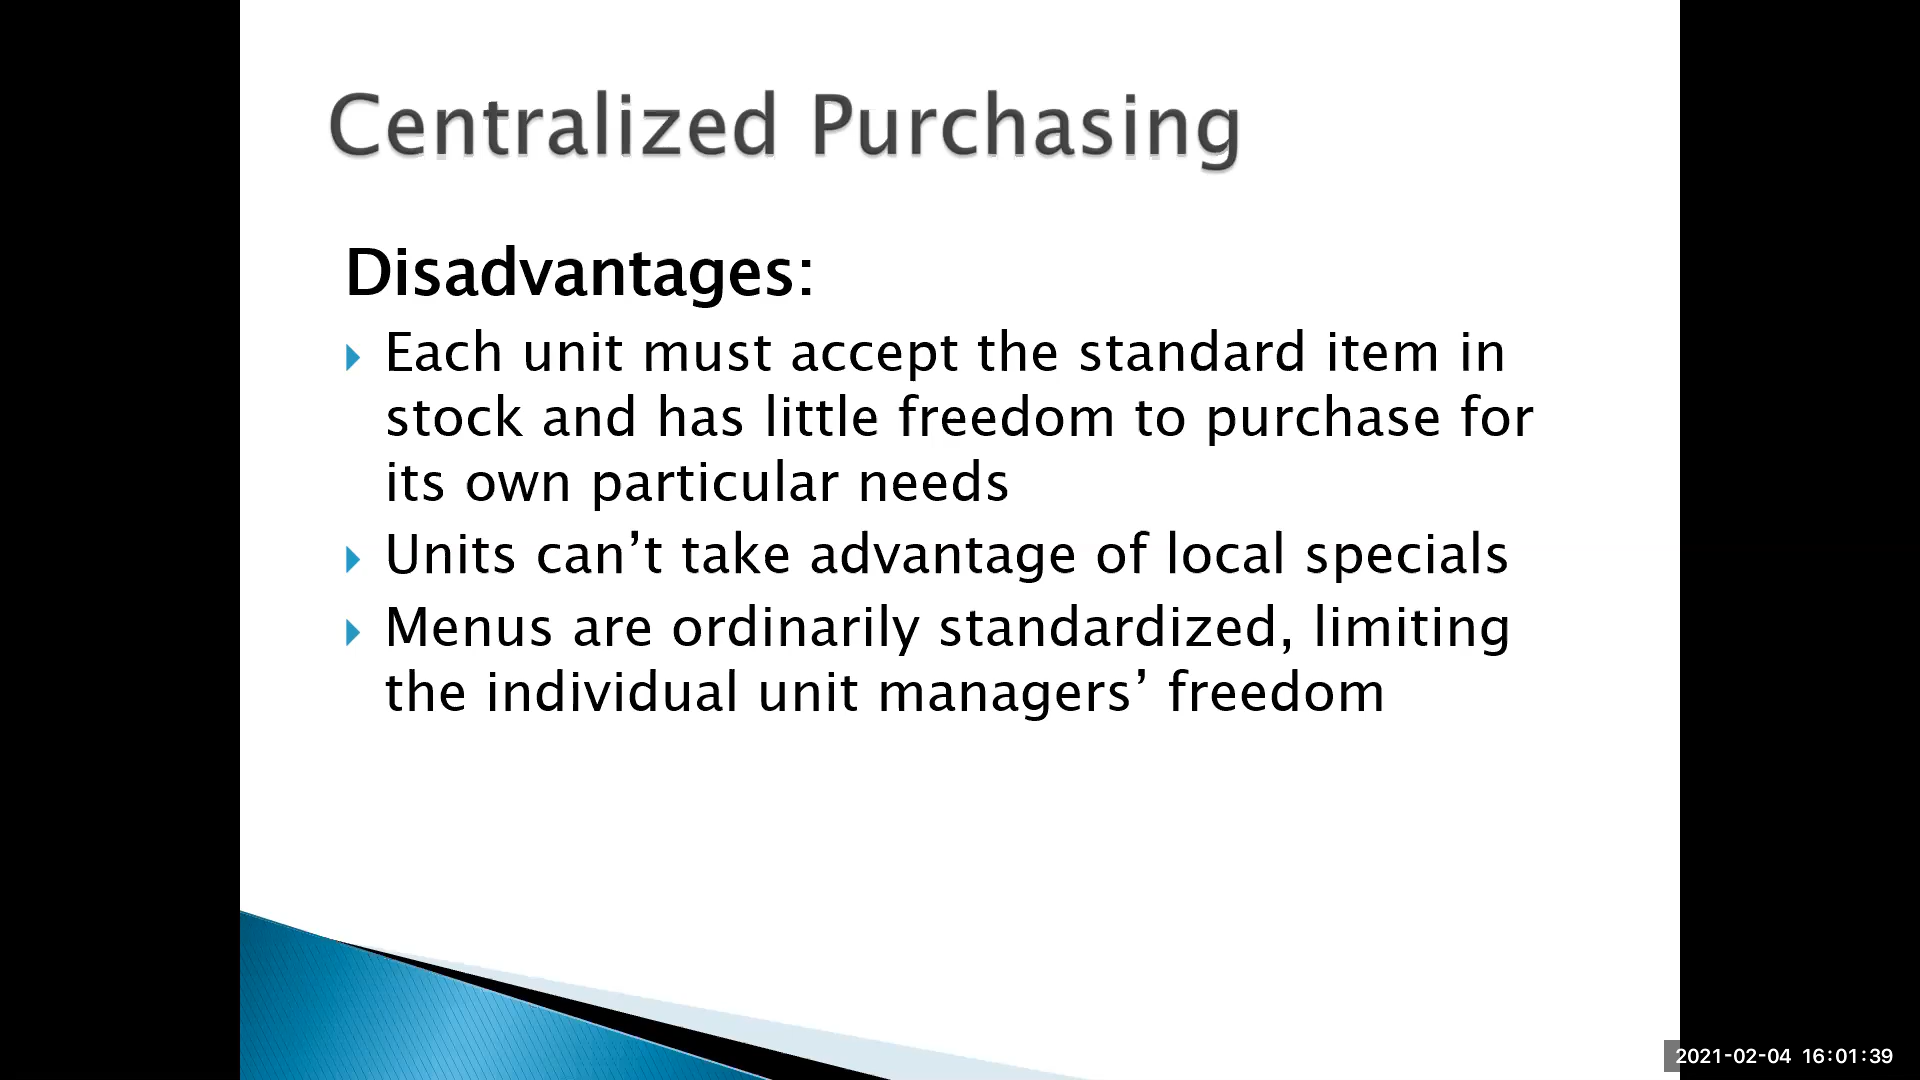 Centralized Purchasing
Disadvantages:
Each unit must accept the standard item in
stock and has little freedom to purchase for
its own particular needs
Units can’t take advantage of local specials
Menus are ordinarily standardized, limiting
the individual unit managers’ freedom
2021-02-04 16:01:39